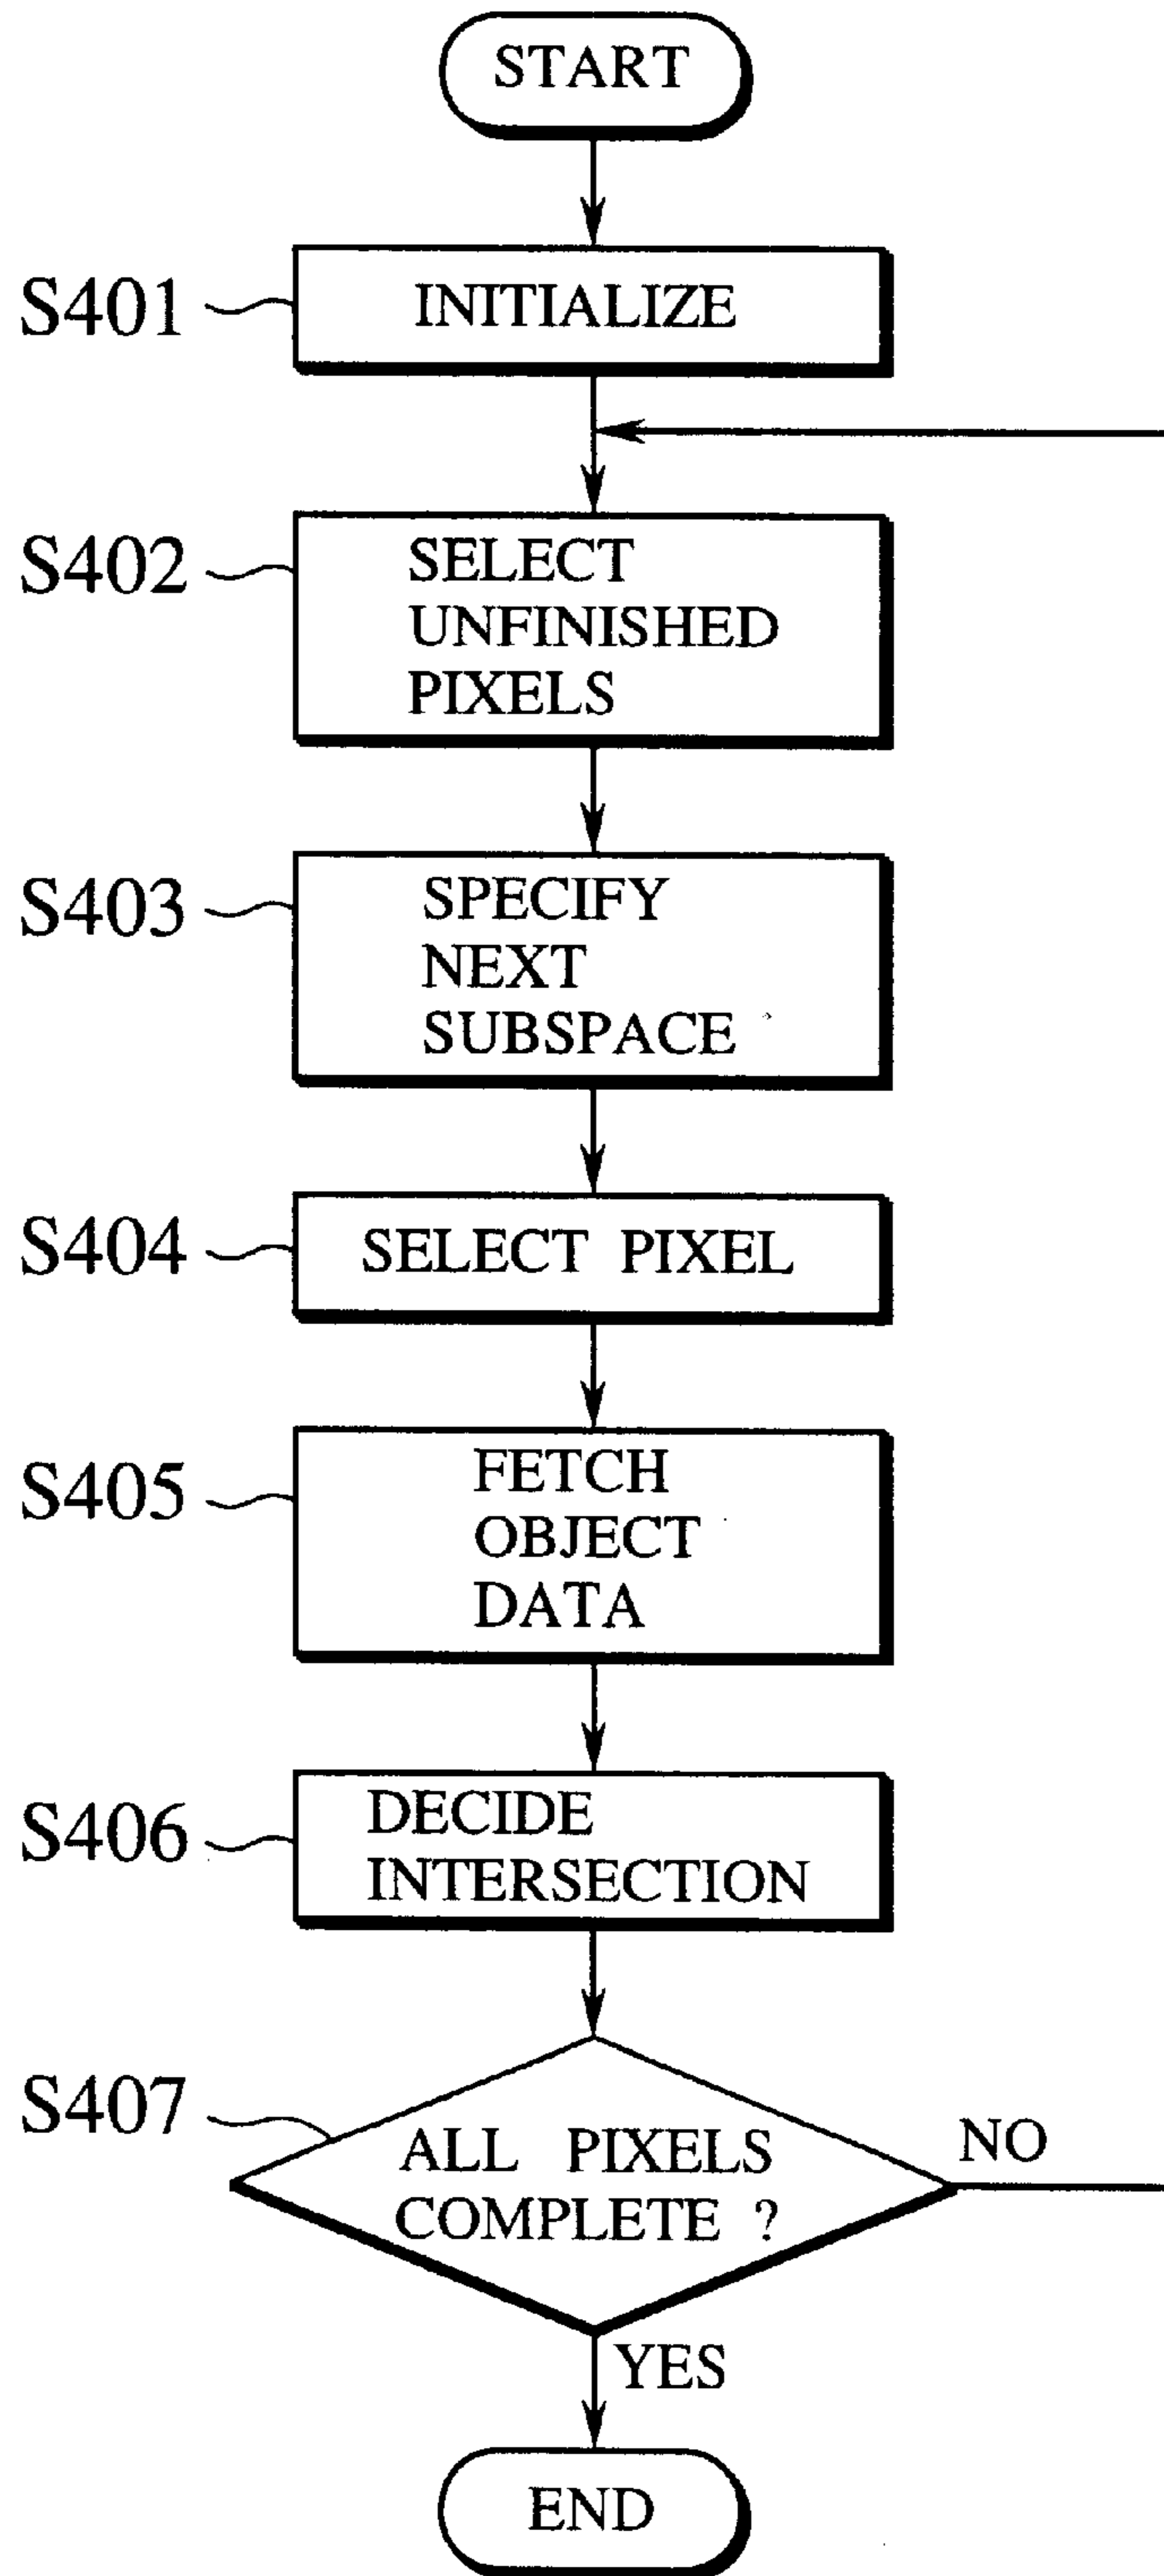 START
S401
INITIALIZE
S402
SELECT
UNFINISHED
PIXELS
S403
SPECIFY
NEXT
SUBSPACE
S404
SELECT PIXEL
S405
FETCH
OBJECT
DATA
S406
DECIDE
INTERSECTION
S407
ALL PIXELS
COMPLETE ?
NO
YES
END